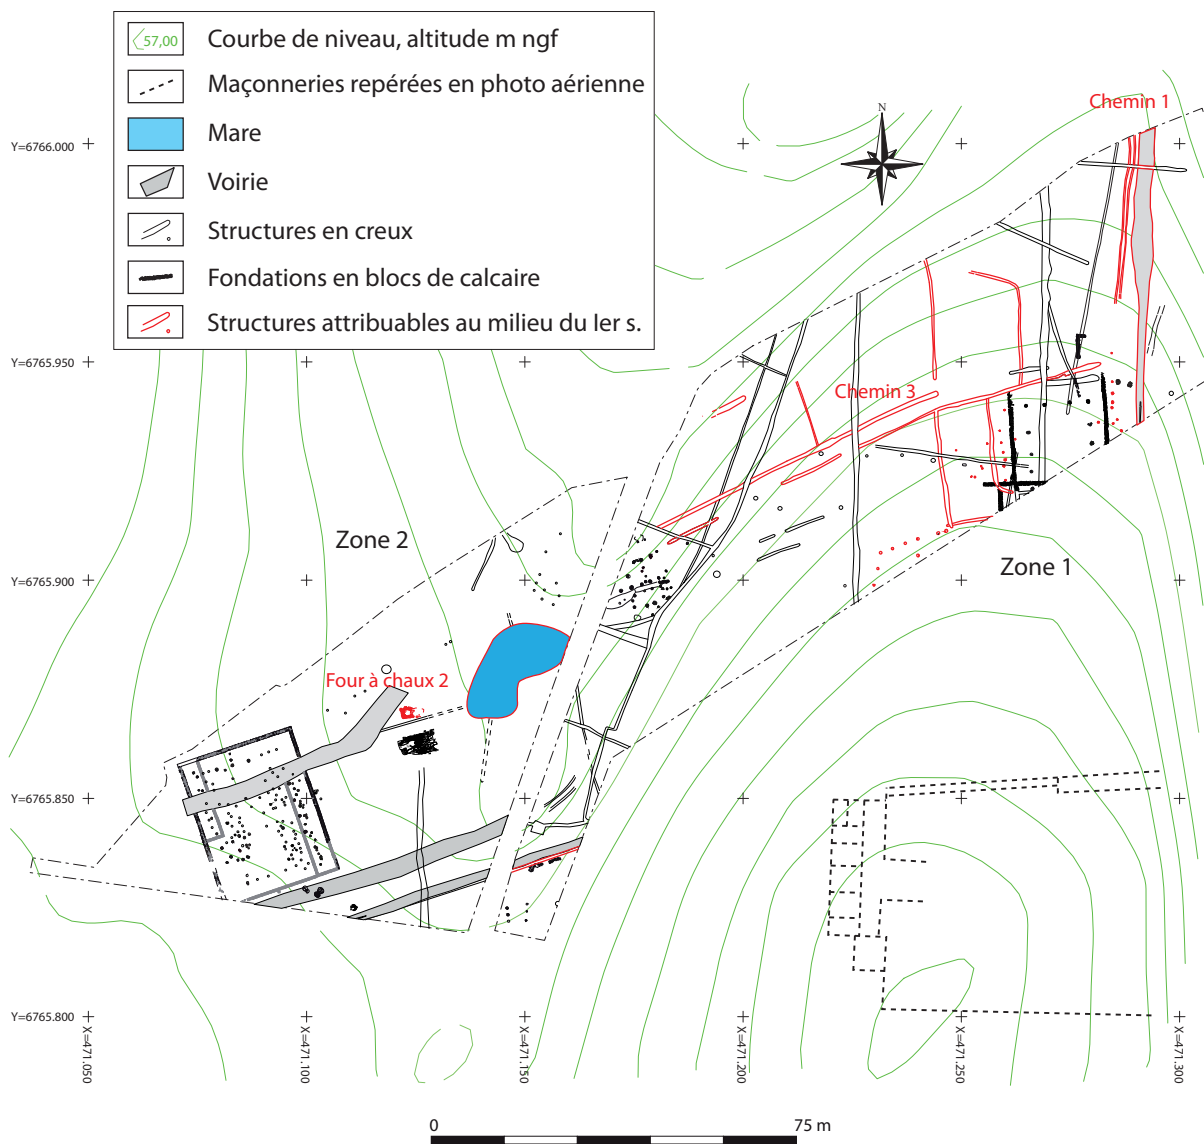 57,00
Courbe de niveau, altitude m ngf
Maçonneries repérées en photo aérienne
Mare
Voirie
Structures en creux
Fondations en blocs de calcaire
Structures attribuables au milieu du Ier s.
N
Chemin 1
Y=6766.000
Y=6765.950
Chemin 3
Zone 2
Zone 1
Y=6765.900
Four à chaux 2
Y=6765.850
Y=6765.800
X=471.050
X=471.100
X=471.150
X=471.200
X=471.250
X=471.300
0
75 m